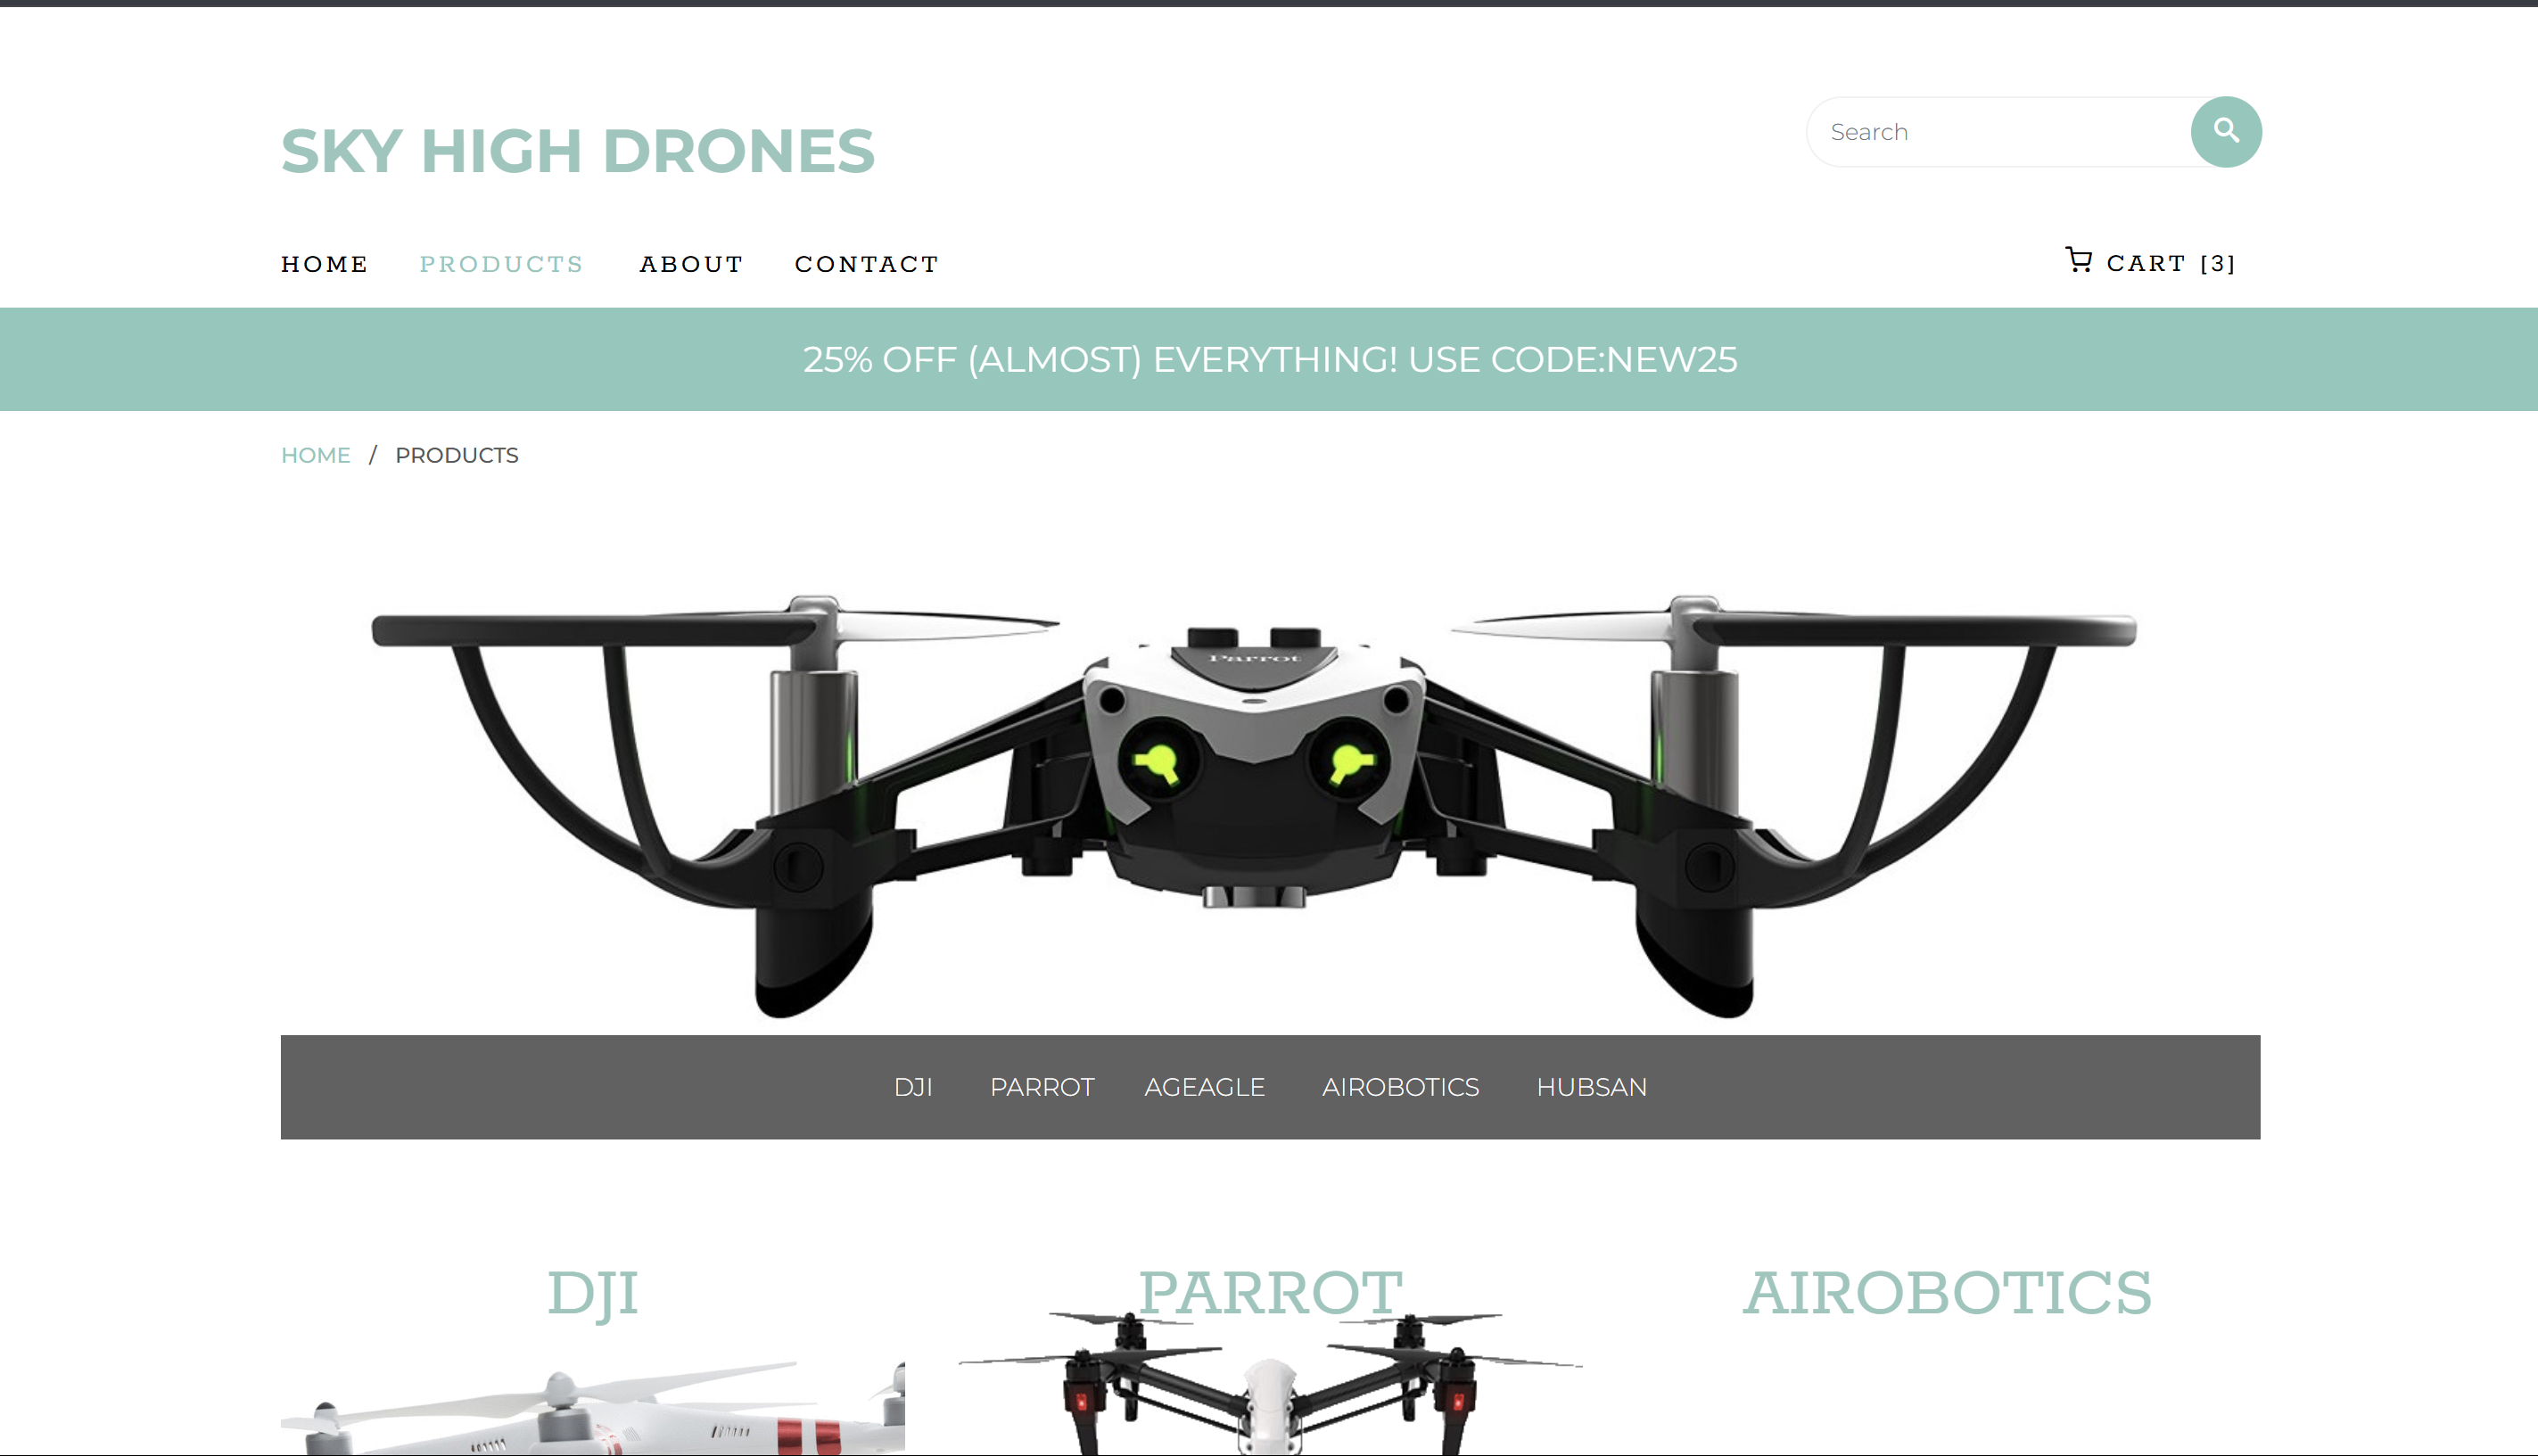 SKY HIGH DRONES
Search
HOME PRODUCTS ABOUT CONTACT
CART [3]
25% OFF (ALMOST) EVERYTHING! USE CODE:NEW25
HOME / PRODUCTS
Parrot
DJI PARROT AGEAGLE AIROBOTICS HUBSAN
DJI PARROT AIROBOTICS